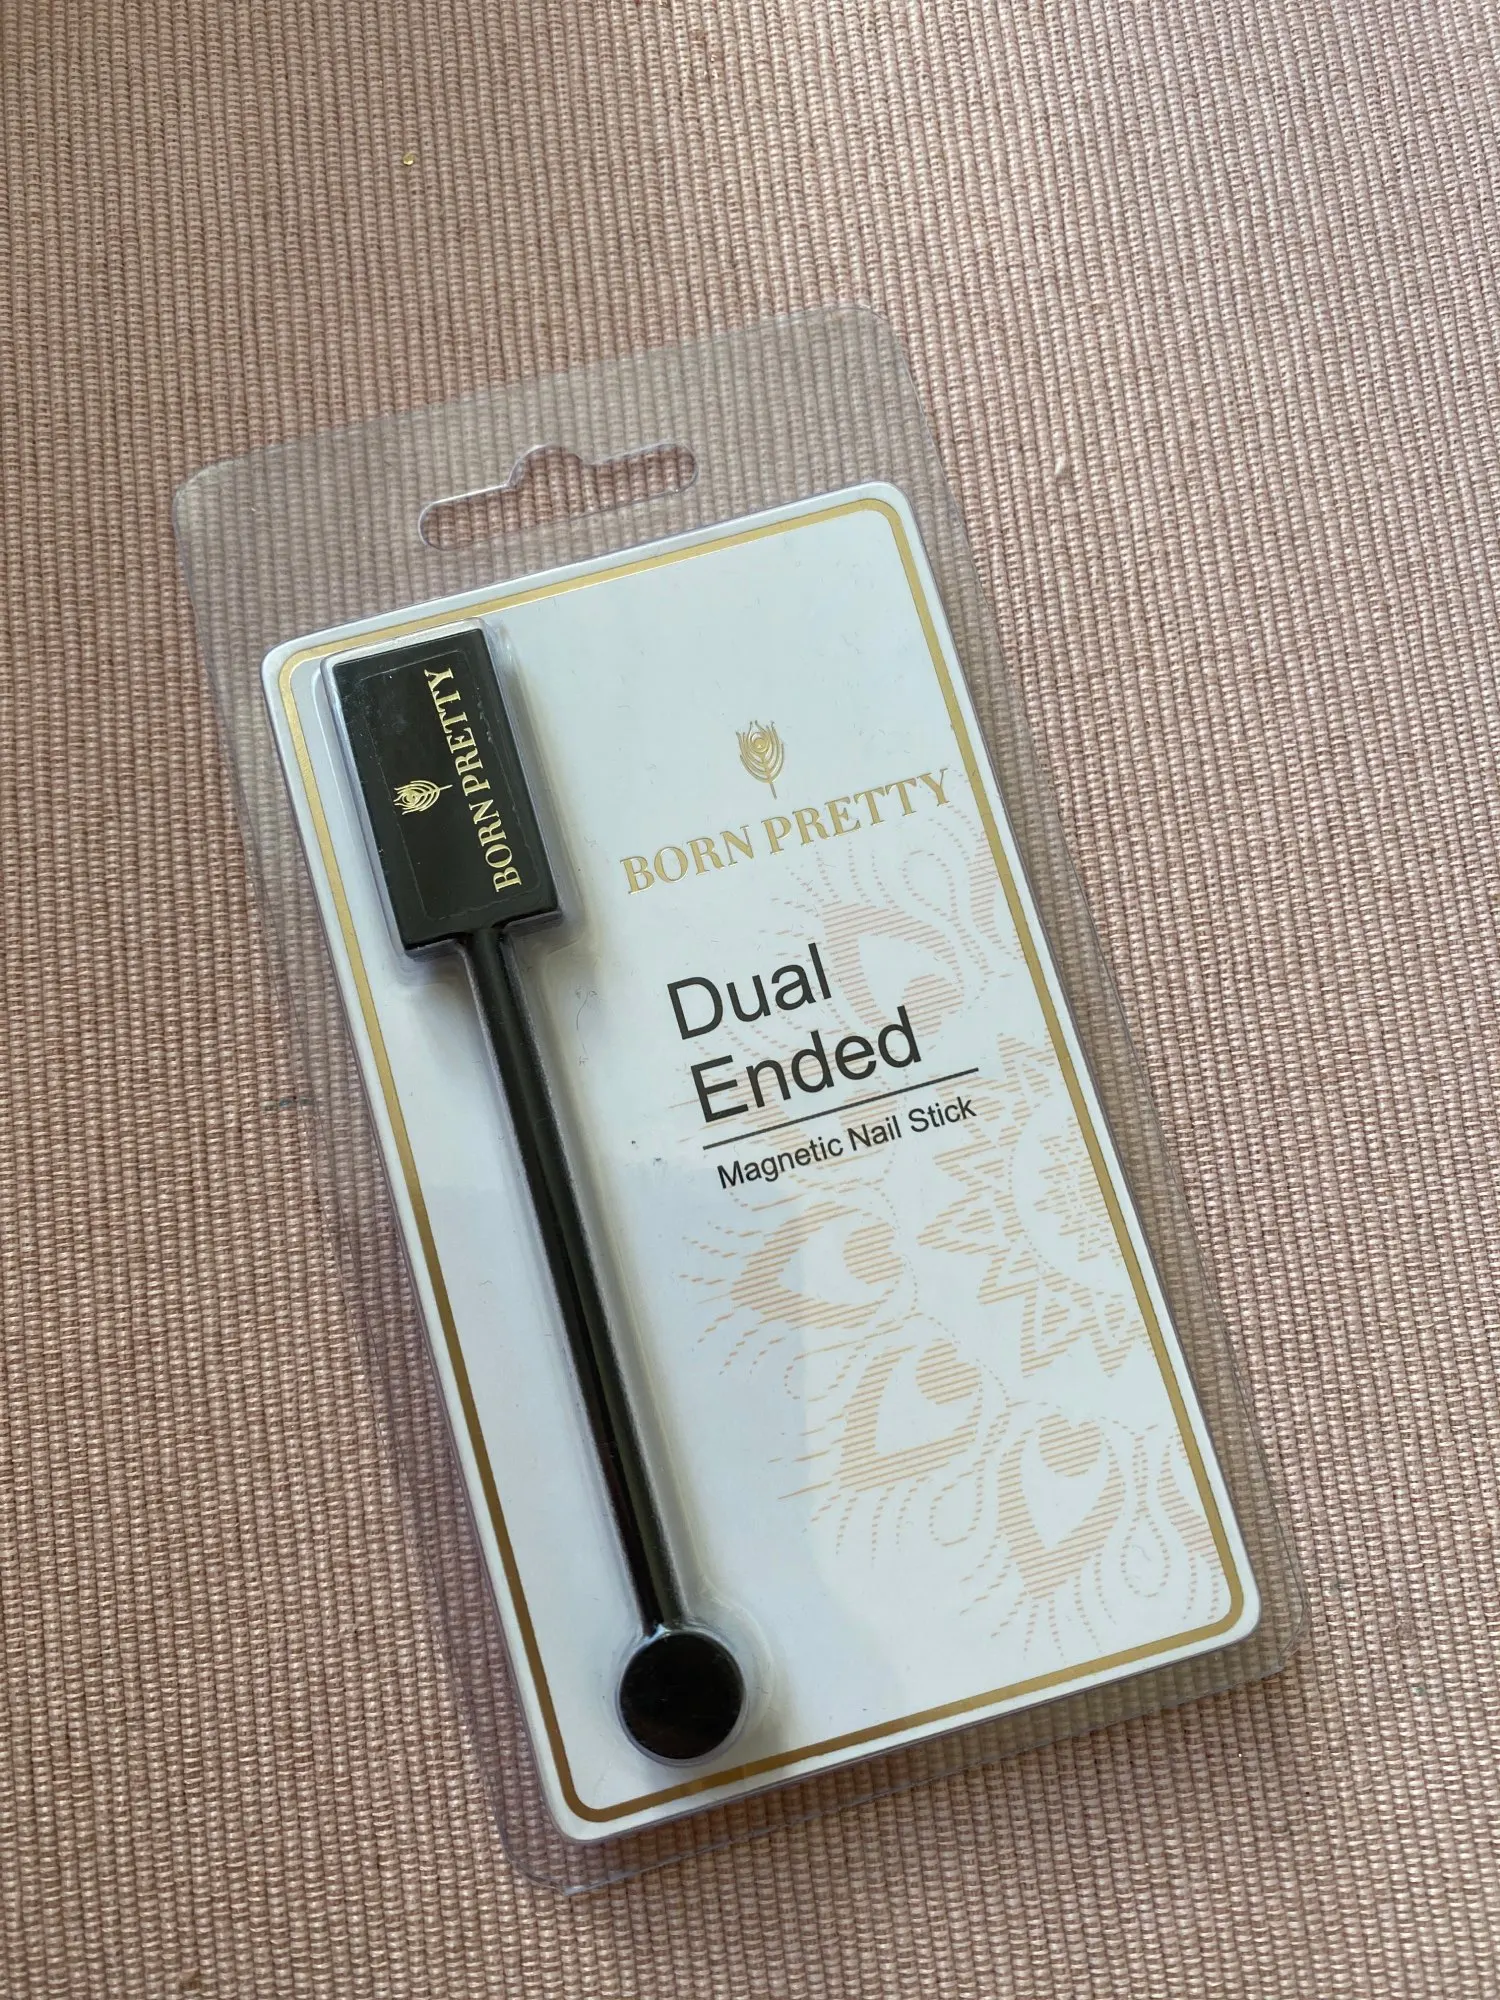 BORN PRETTY
BORN PRETTY
Dual
Ended
Magnetic Nail Stick